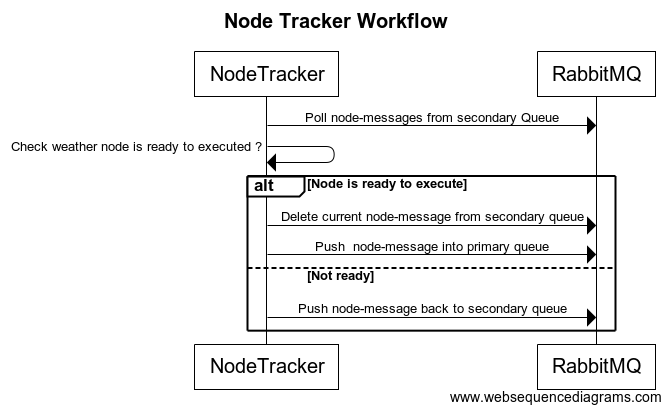 Node Tracker Workflow
NodeTracker
RabbitMQ
Poll node-messages from secondary Queue
Check weather node is ready to executed ?
alt
[Node is ready to execute]
Delete current node-message from secondary queue
Push node-message into primary queue
[Not ready]
Push node-message back to secondary queue
NodeTracker
RabbitMQ
www.websequencediagrams.com